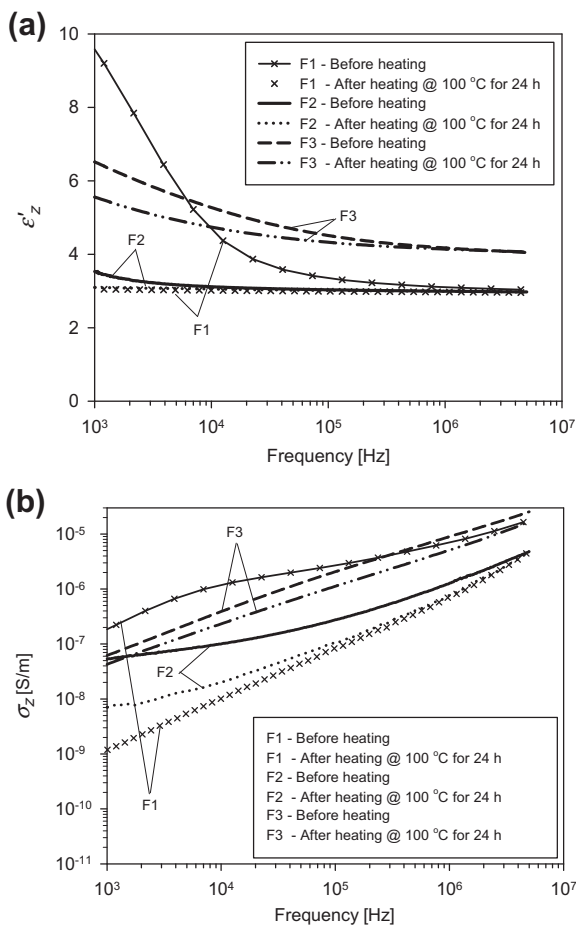 (a)
10
8
6
4
2
0
ε'z
F1 - Before heating
F1 - After heating @ 100 °C for 24 h
F2 - Before heating
F2 - After heating @ 100 °C for 24 h
F3 - Before heating
F3 - After heating @ 100 °C for 24 h
F3
F2
F1
10³ 10⁴ 10⁵ 10⁶ 10⁷
Frequency [Hz]
(b)
10⁻⁵
10⁻⁶
10⁻⁷
10⁻⁸
10⁻⁹
10⁻¹⁰
10⁻¹¹
σz [S/m]
F3
F2
F1
F1 - Before heating
F1 - After heating @ 100 °C for 24 h
F2 - Before heating
F2 - After heating @ 100 °C for 24 h
F3 - Before heating
F3 - After heating @ 100 °C for 24 h
10³ 10⁴ 10⁵ 10⁶ 10⁷
Frequency [Hz]